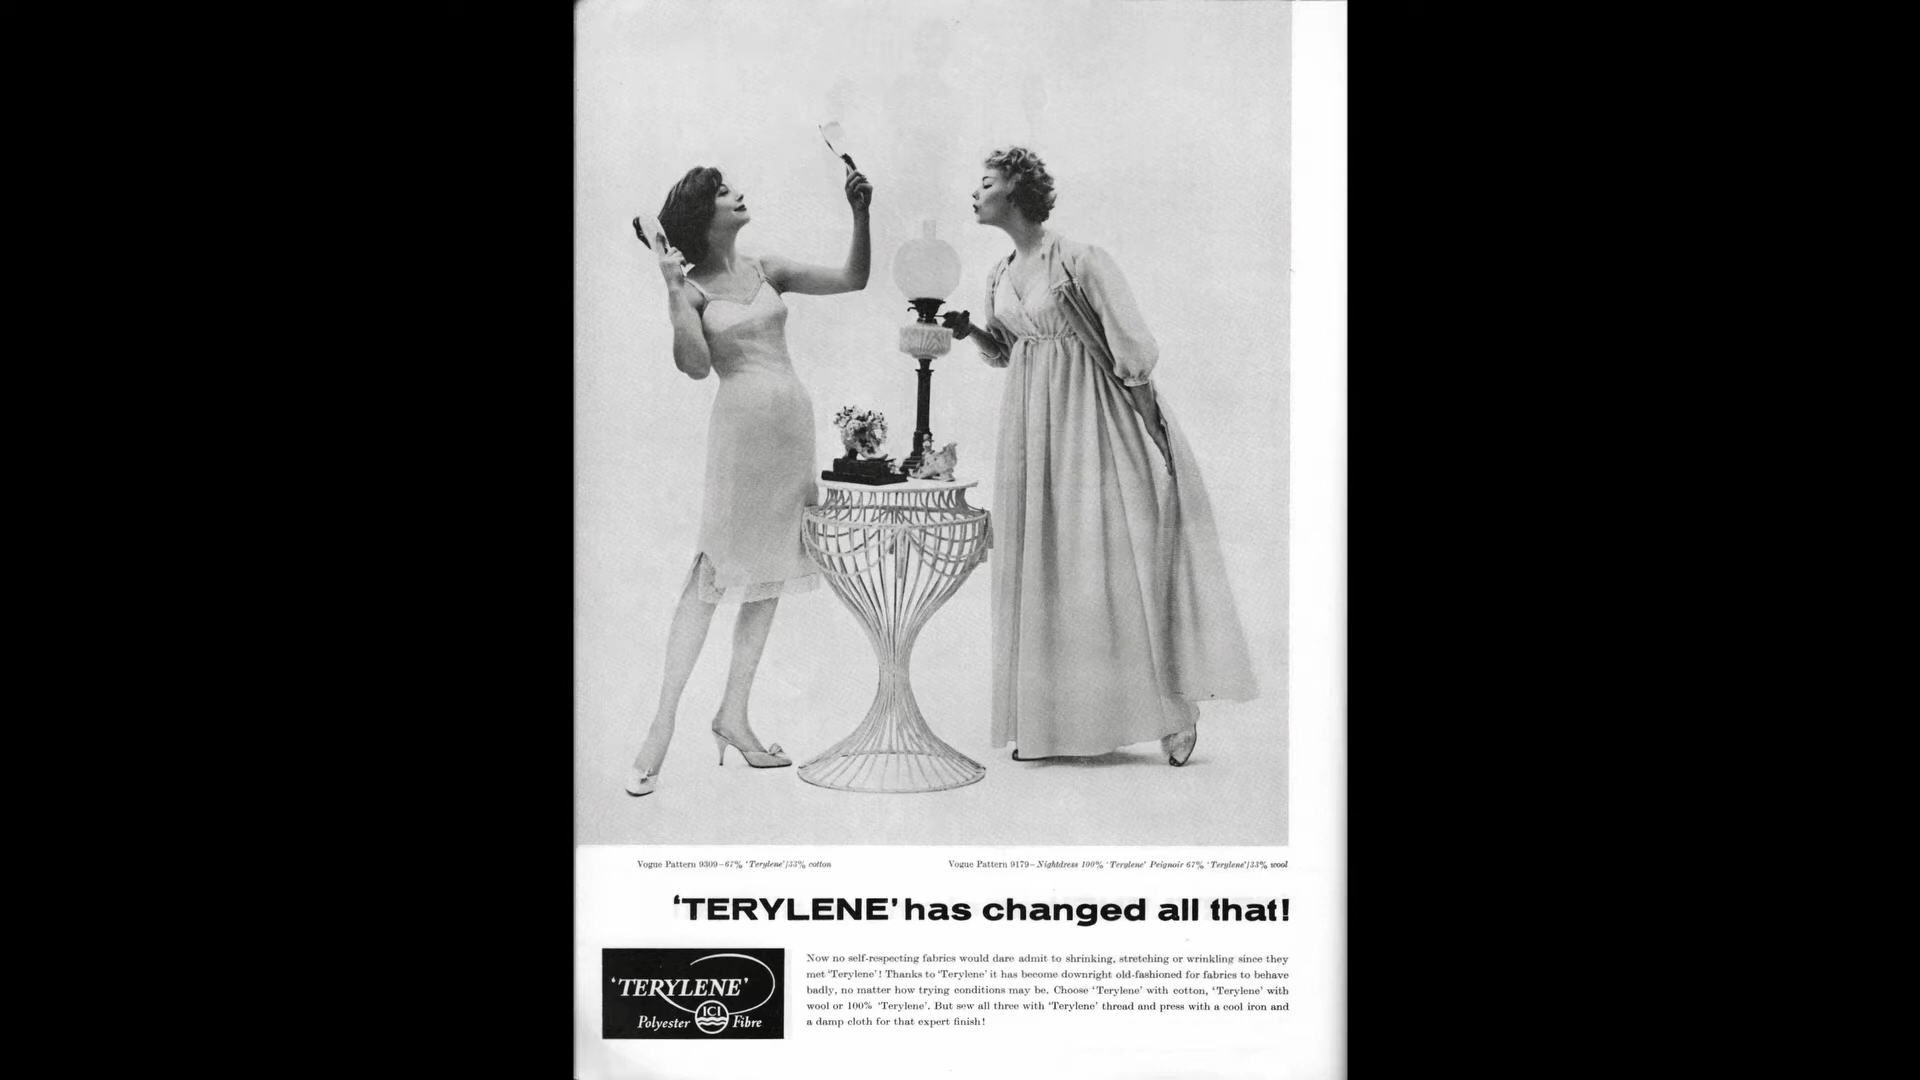 Vogue Pattern 9309–67% ‘Terylene’/33% cotton
Vogue Pattern 9179–Nightdress 100% ‘Terylene’ Peignoir 67% ‘Terylene’/33% wool
‘TERYLENE’ has changed all that!
‘TERYLENE’
ICI
Polyester Fibre
Now no self-respecting fabrics would dare admit to shrinking, stretching or wrinkling since they
met ‘Terylene’! Thanks to ‘Terylene’ it has become downright old-fashioned for fabrics to behave
badly, no matter how trying conditions may be. Choose ‘Terylene’ with cotton, ‘Terylene’ with
wool or 100% ‘Terylene’. But sew all three with ‘Terylene’ thread and press with a cool iron and
a damp cloth for that expert finish!